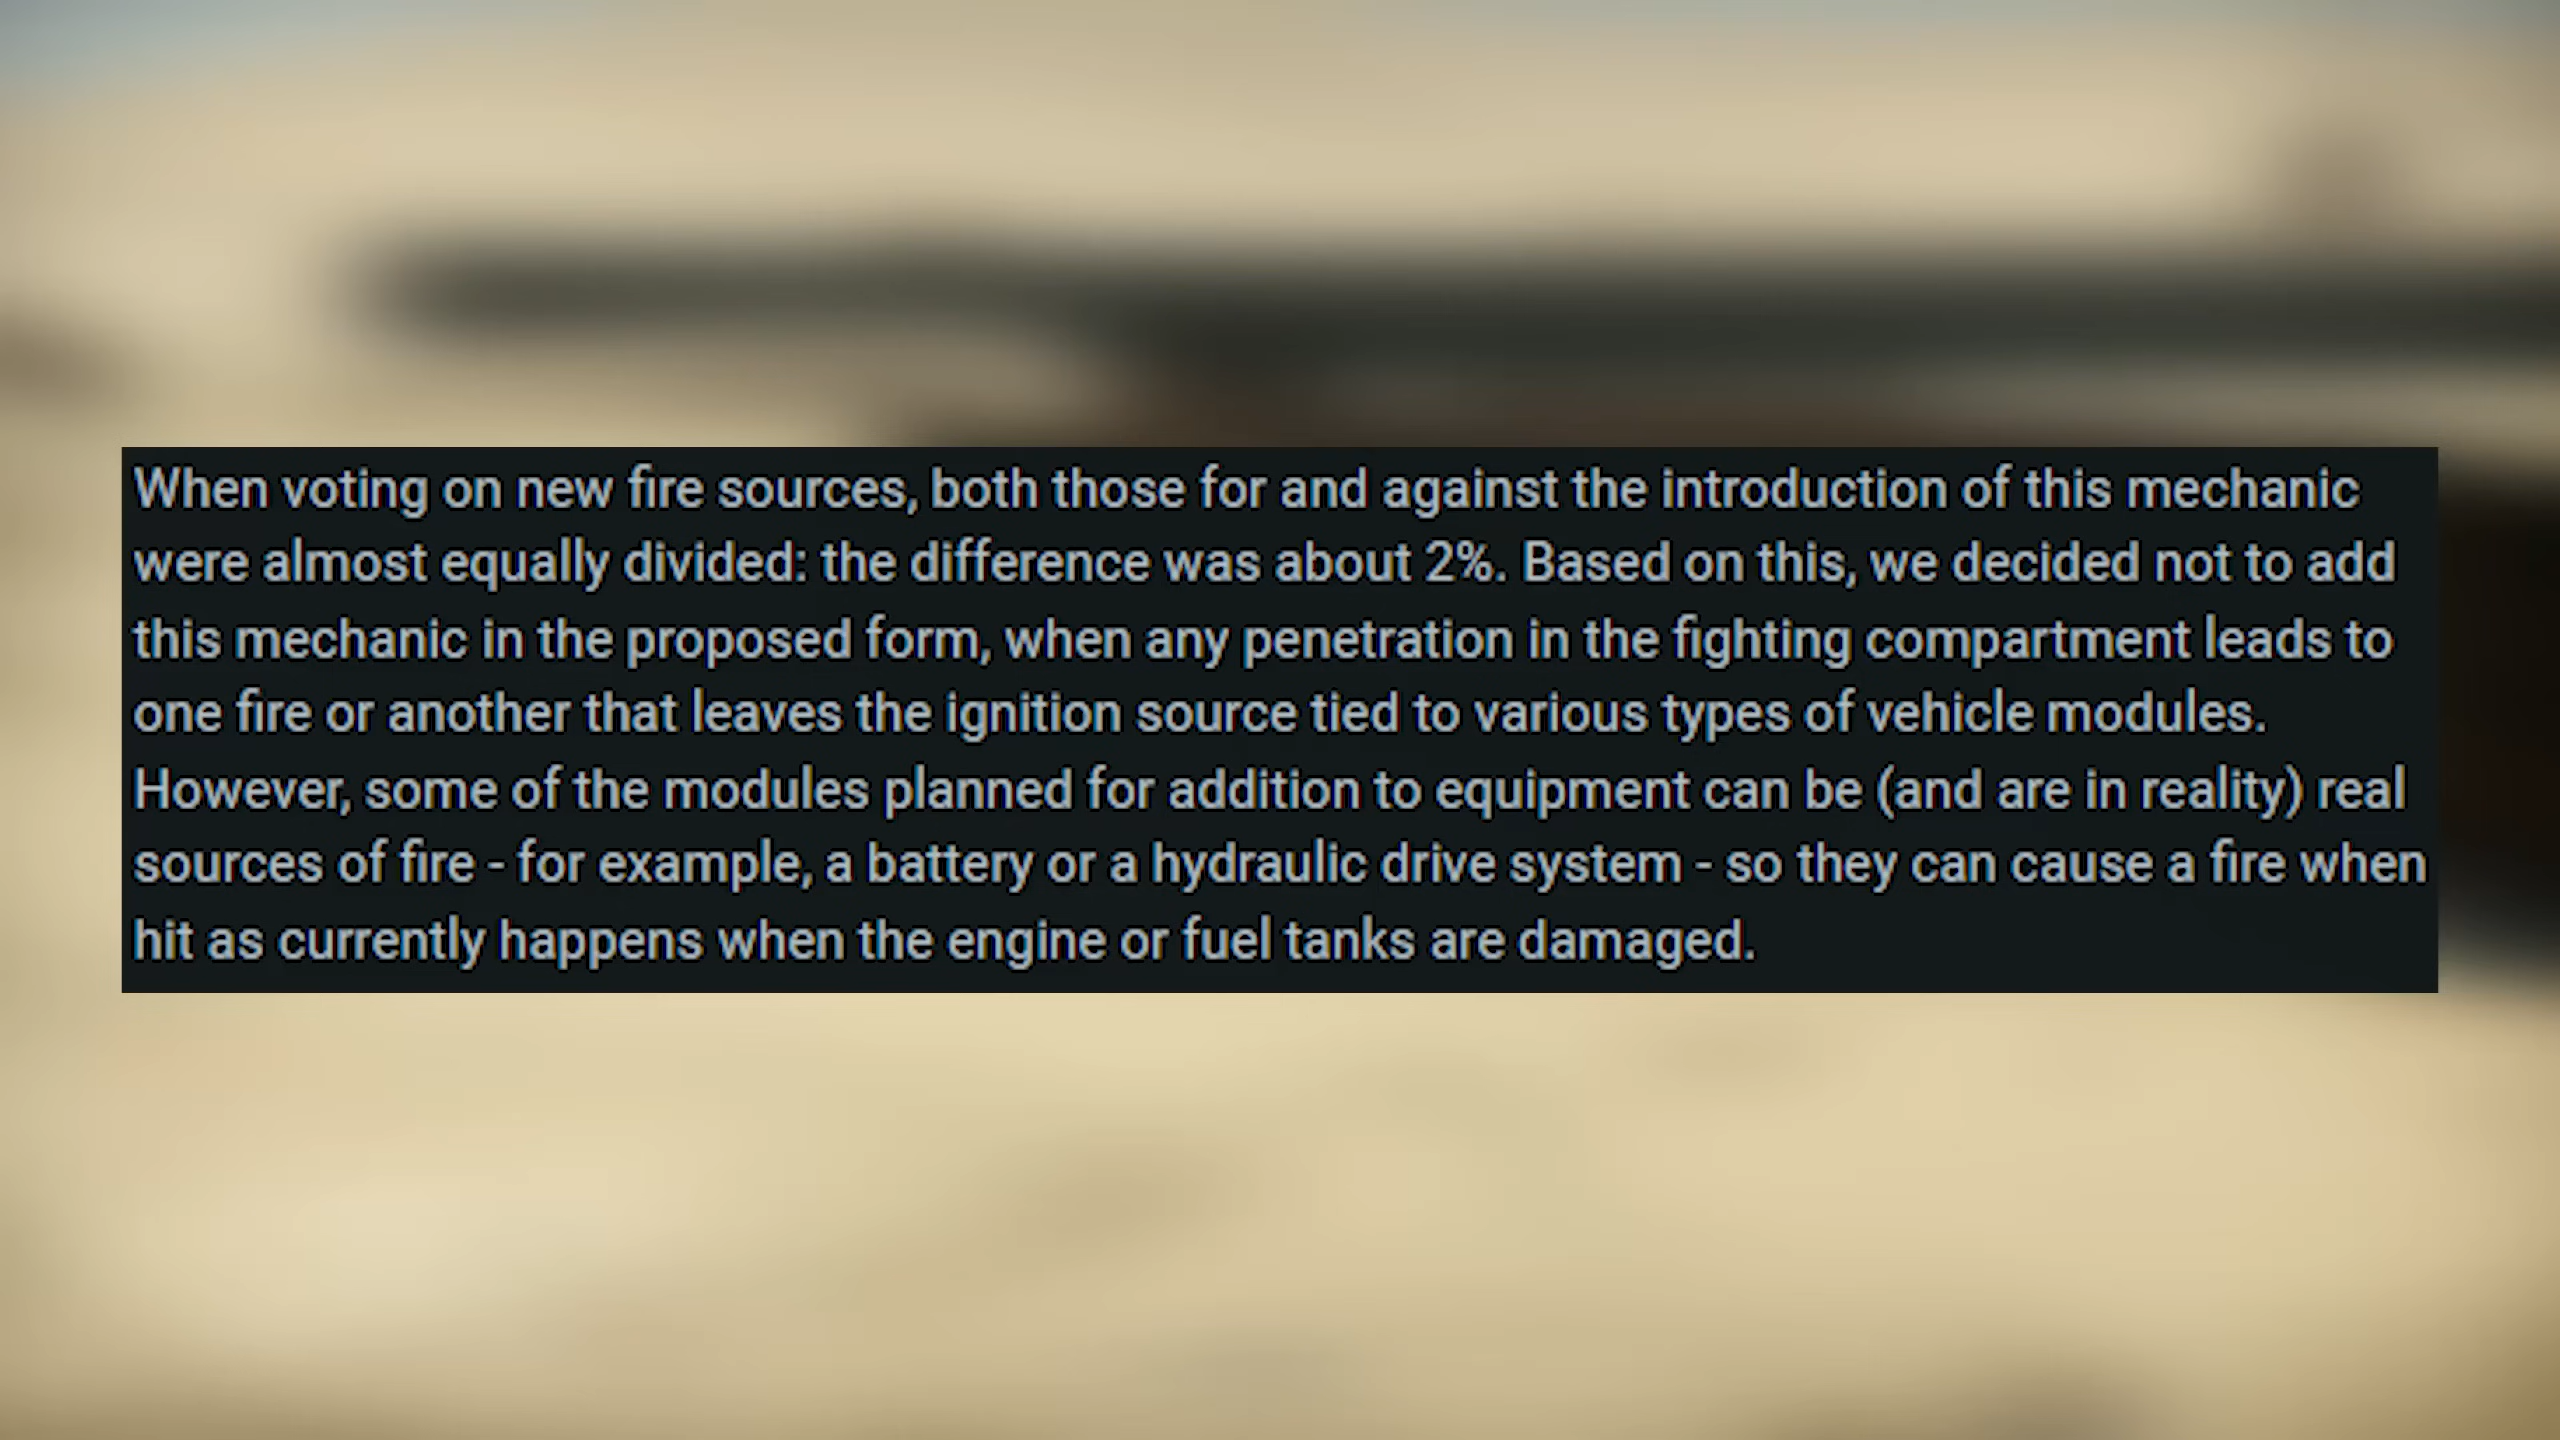 When voting on new fire sources, both those for and against the introduction of this mechanic
were almost equally divided: the difference was about 2%. Based on this, we decided not to add
this mechanic in the proposed form, when any penetration in the fighting compartment leads to
one fire or another that leaves the ignition source tied to various types of vehicle modules.
However, some of the modules planned for addition to equipment can be (and are in reality) real
sources of fire - for example, a battery or a hydraulic drive system - so they can cause a fire when
hit as currently happens when the engine or fuel tanks are damaged.